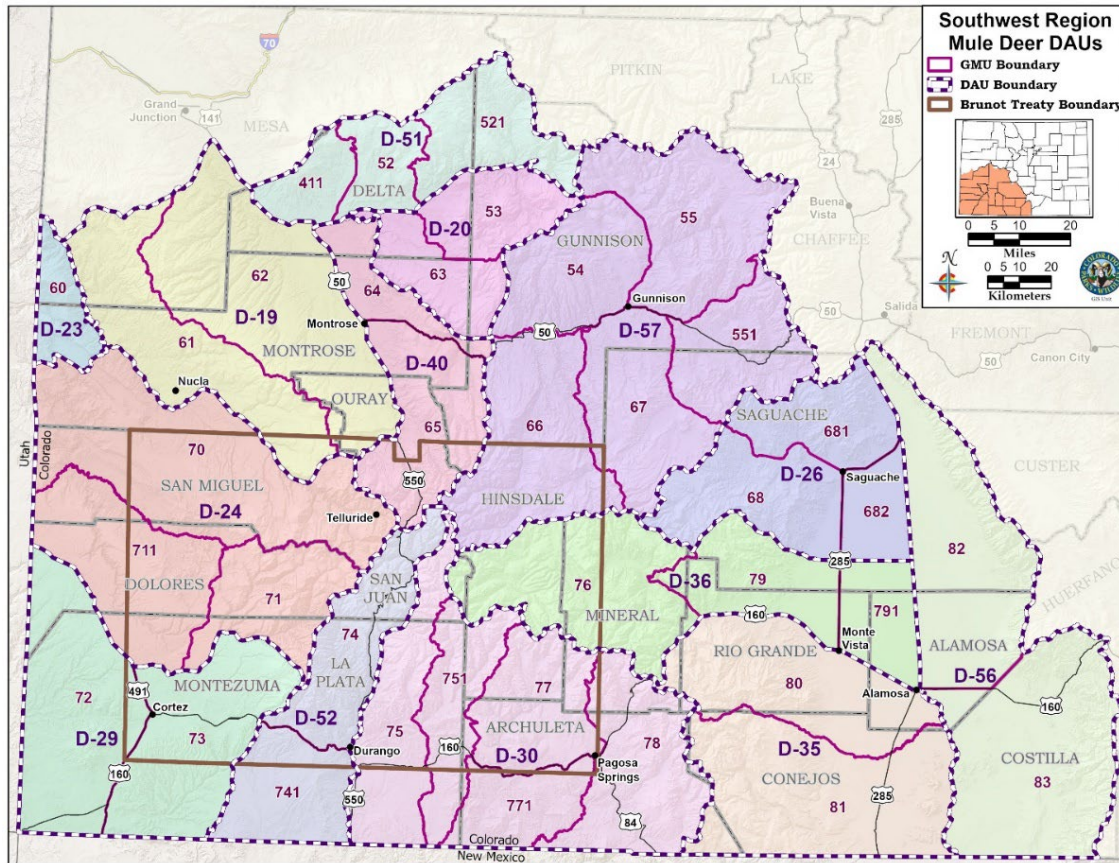 Southwest Region
Mule Deer DAUs
GMU Boundary
DAU Boundary
Brunot Treaty Boundary
0 5 10 20
Miles
0 5 10 20
Kilometers
N
GIS Unit
70
PITKIN
LAKE
285
Grand
Junction
141
MESA
24
Buena
Vista
CHAFFEE
521
D-51
52
411
DELTA
53
55
D-20
GUNNISON
54
62
50
64
63
60
D-23
D-19
Montrose
61
MONTROSE
D-40
Gunnison
50
D-57
551
Salida
FREMONT
50
Canon City
Nucla
OURAY
65
66
67
SAGUACHE
681
Utah
Colorado
70
SAN MIGUEL
550
HINSDALE
68
D-26
Saguache
682
CUSTER
D-24
Telluride
711
DOLORES
71
SAN
JUAN
76
D-36
MINERAL
79
285
82
791
HUERFANO
160
Monte
Vista
ALAMOSA
74
LA
PLATA
RIO GRANDE
80
Alamosa
D-56
160
72
491
MONTEZUMA
Cortez
73
D-29
160
D-52
Durango
75
751
77
ARCHULETA
160
D-30
Pagosa
Springs
78
D-35
CONEJOS
81
285
COSTILLA
83
741
550
771
84
Colorado
New Mexico